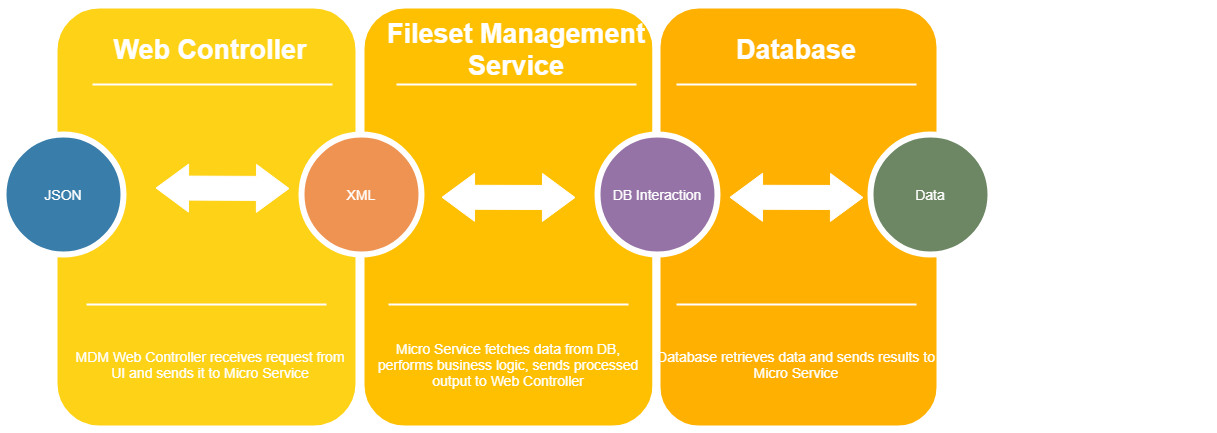 Web Controller
Fileset Management
Service
Database
JSON
XML
DB Interaction
Data
MDM Web Controller receives request from
UI and sends it to Micro Service
Micro Service fetches data from DB,
performs business logic, sends processed
output to Web Controller
Database retrieves data and sends results to
Micro Service